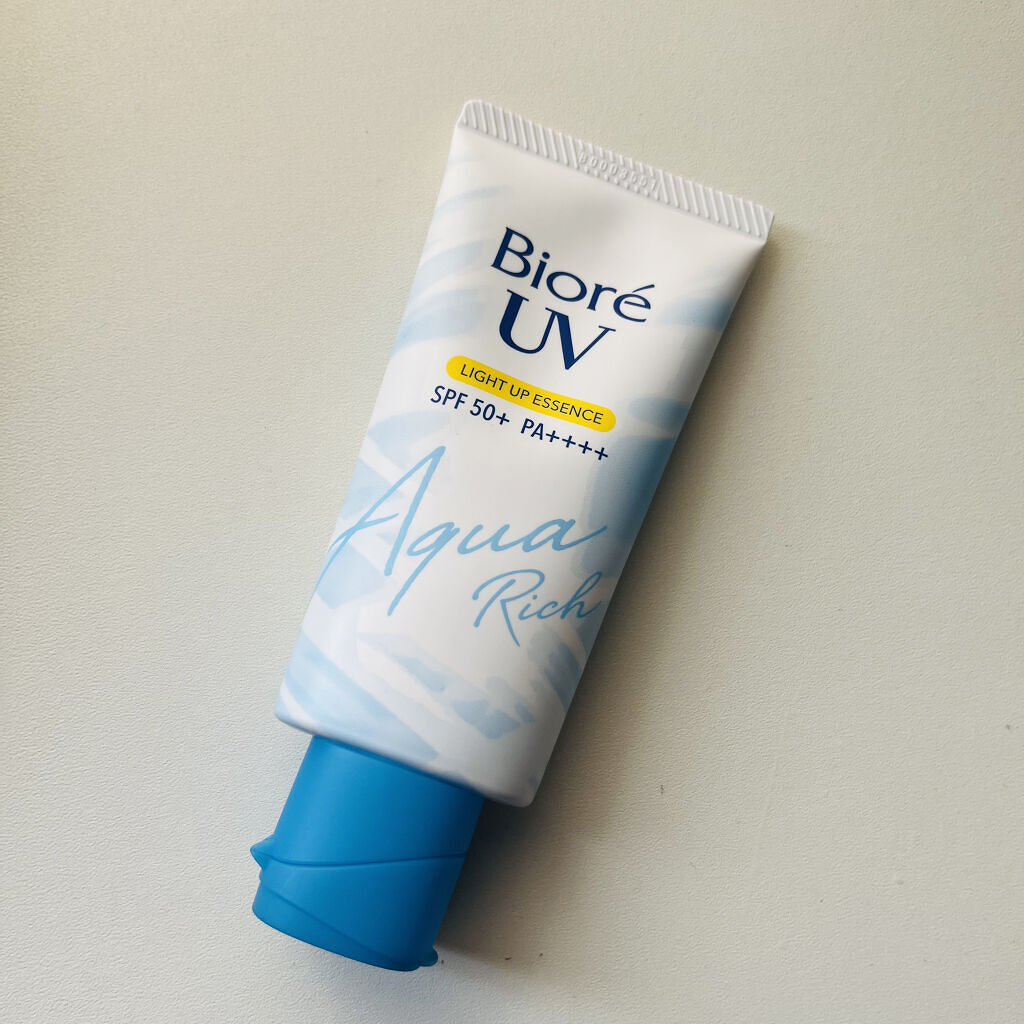 Bioré
UV
LIGHT UP ESSENCE
SPF 50+ PA++++
Aqua
Rich